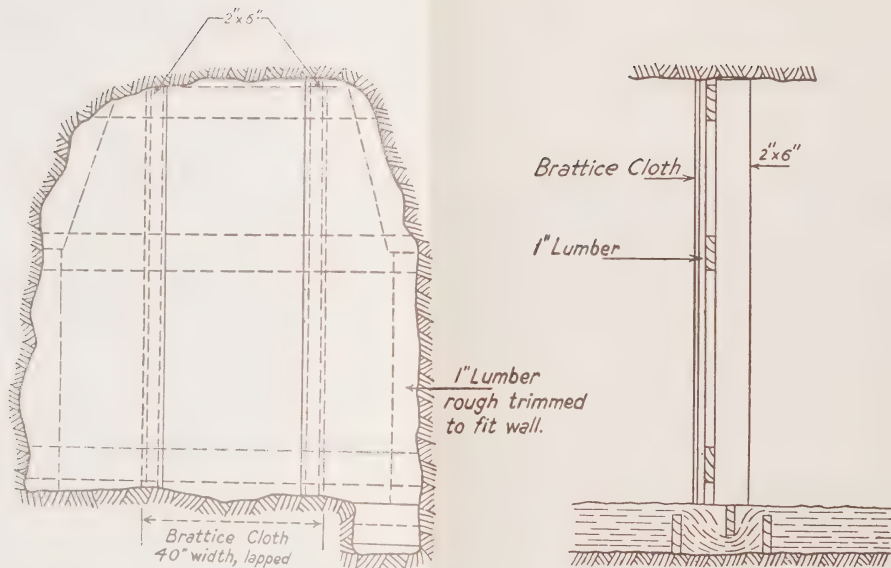 2"x6"
Brattice Cloth
2"x6"
1" Lumber
1" Lumber
rough trimmed
to fit wall.
Brattice Cloth
40" width, lapped